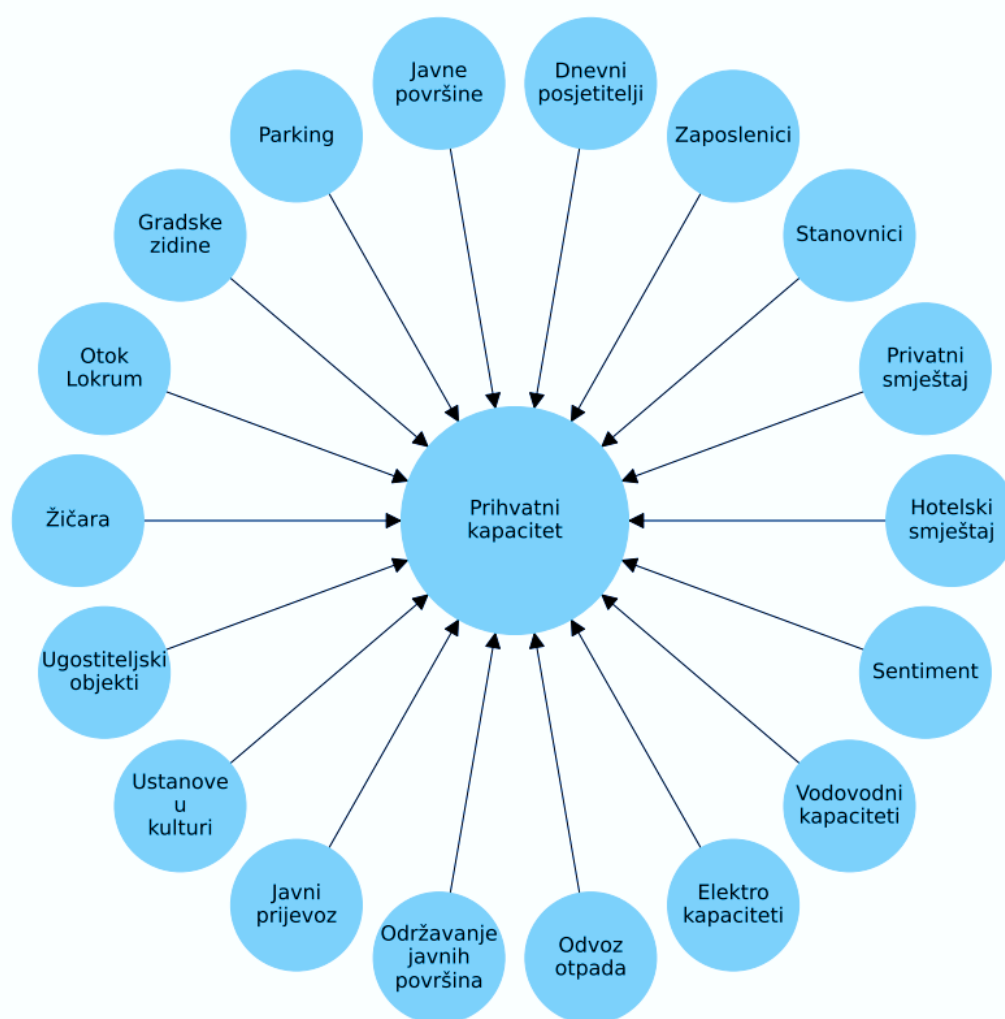 Javne
površine
Dnevni
posjetitelji
Parking
Zaposlenici
Gradske
zidine
Stanovnici
Otok
Lokrum
Privatni
smještaj
Žičara
Prihvatni
kapacitet
Hotelski
smještaj
Ugostiteljski
objekti
Sentiment
Ustanove
u
kulturi
Vodovodni
kapaciteti
Javni
prijevoz
Elektro
kapaciteti
Održavanje
javnih
površina
Odvoz
otpada